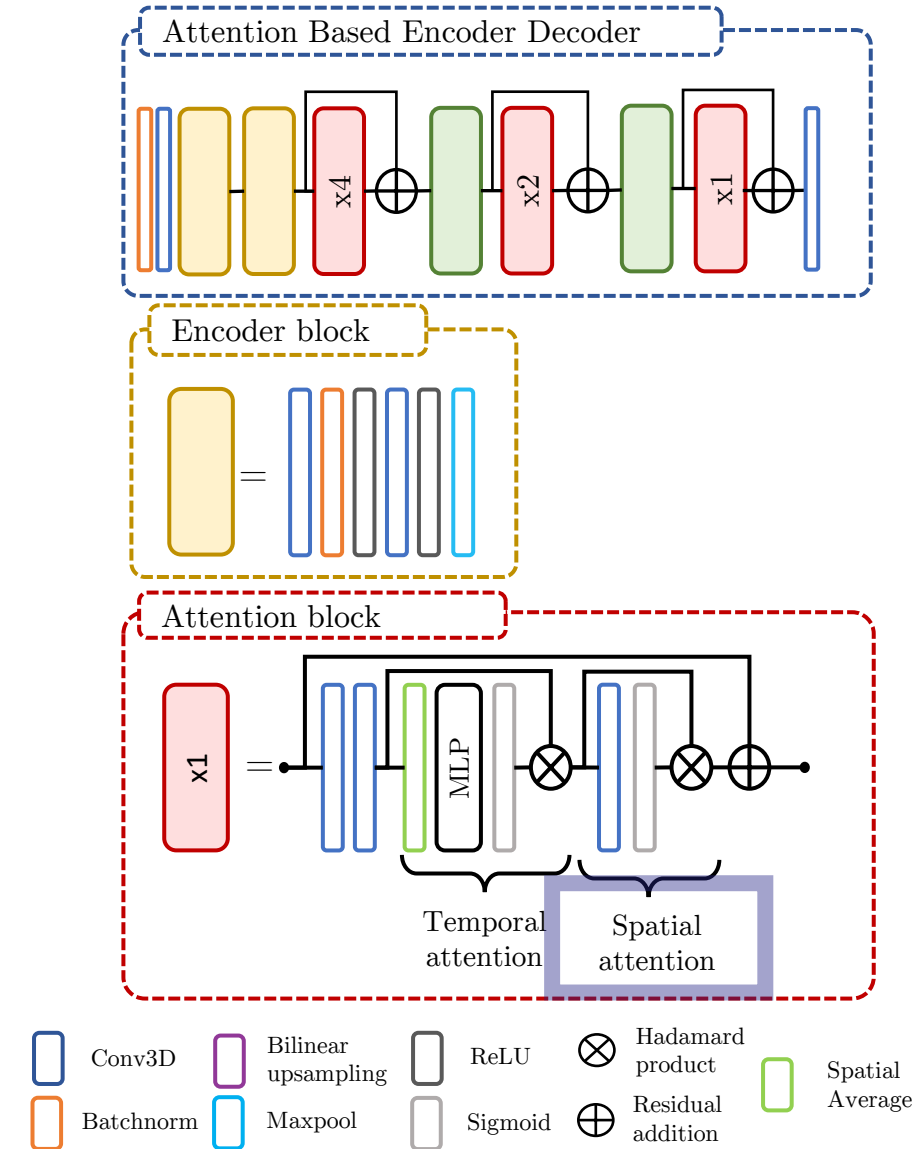 Attention Based Encoder Decoder
x4
x2
x1
Encoder block
=
Attention block
x1
=
MLP
Temporal
attention
Spatial
attention
Conv3D
Bilinear
upsampling
ReLU
Hadamard
product
Spatial
Average
Batchnorm
Maxpool
Sigmoid
Residual
addition